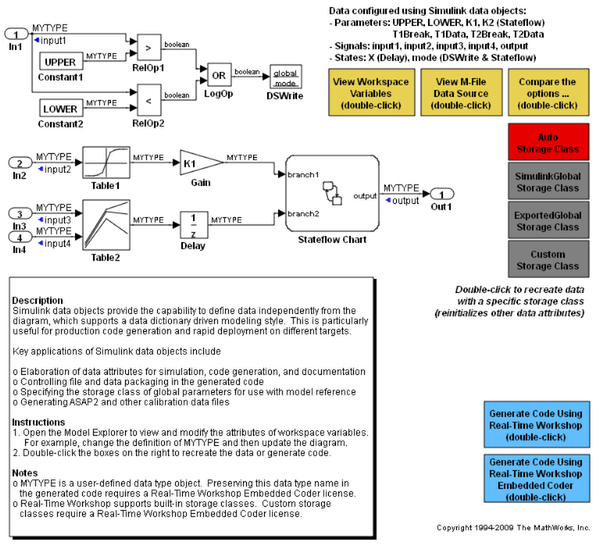 Data configured using Simulink data objects:
- Parameters: UPPER, LOWER, K1, K2 (Stateflow)
T1Break, T1Data, T2Break, T2Data
- Signals: input1, input2, input3, input4, output
- States: X (Delay), mode (DSWrite & Stateflow)
1
In1
MYTYPE
input1
UPPER
MYTYPE
Constant1
>
RelOp1
boolean
LOWER
MYTYPE
Constant2
<
RelOp2
boolean
OR
LogOp
boolean
global
mode
DSWrite
View Workspace
Variables
(double-click)
View M-File
Data Source
(double-click)
Compare the
options ...
(double-click)
Auto
Storage Class
SimulinkGlobal
Storage Class
ExportedGlobal
Storage Class
Custom
Storage Class
Double-click to recreate data
with a specific storage class
(reinitializes other data attributes)
2
In2
MYTYPE
input2
Table1
MYTYPE
K1
Gain
MYTYPE
branch1
3
In3
MYTYPE
input3
4
In4
MYTYPE
input4
Table2
MYTYPE
1
z
Delay
MYTYPE
branch2
output
Stateflow Chart
MYTYPE
output
1
Out1
Description
Simulink data objects provide the capability to define data independently from the
diagram, which supports a data dictionary driven modeling style. This is particularly
useful for production code generation and rapid deployment on different targets.
Key applications of Simulink data objects include
o Elaboration of data attributes for simulation, code generation, and documentation
o Controlling file and data packaging in the generated code
o Specifying the storage class of global parameters for use with model reference
o Generating ASAP2 and other calibration data files
Instructions
1. Open the Model Explorer to view and modify the attributes of workspace variables.
For example, change the definition of MYTYPE and then update the diagram.
2. Double-click the boxes on the right to recreate the data or generate code.
Notes
o MYTYPE is a user-defined data type object. Preserving this data type name in
the generated code requires a Real-Time Workshop Embedded Coder license.
o Real-Time Workshop supports built-in storage classes. Custom storage
classes require a Real-Time Workshop Embedded Coder license.
Generate Code Using
Real-Time Workshop
(double-click)
Generate Code Using
Real-Time Workshop
Embedded Coder
(double-click)
Copyright 1994-2009 The MathWorks, Inc.